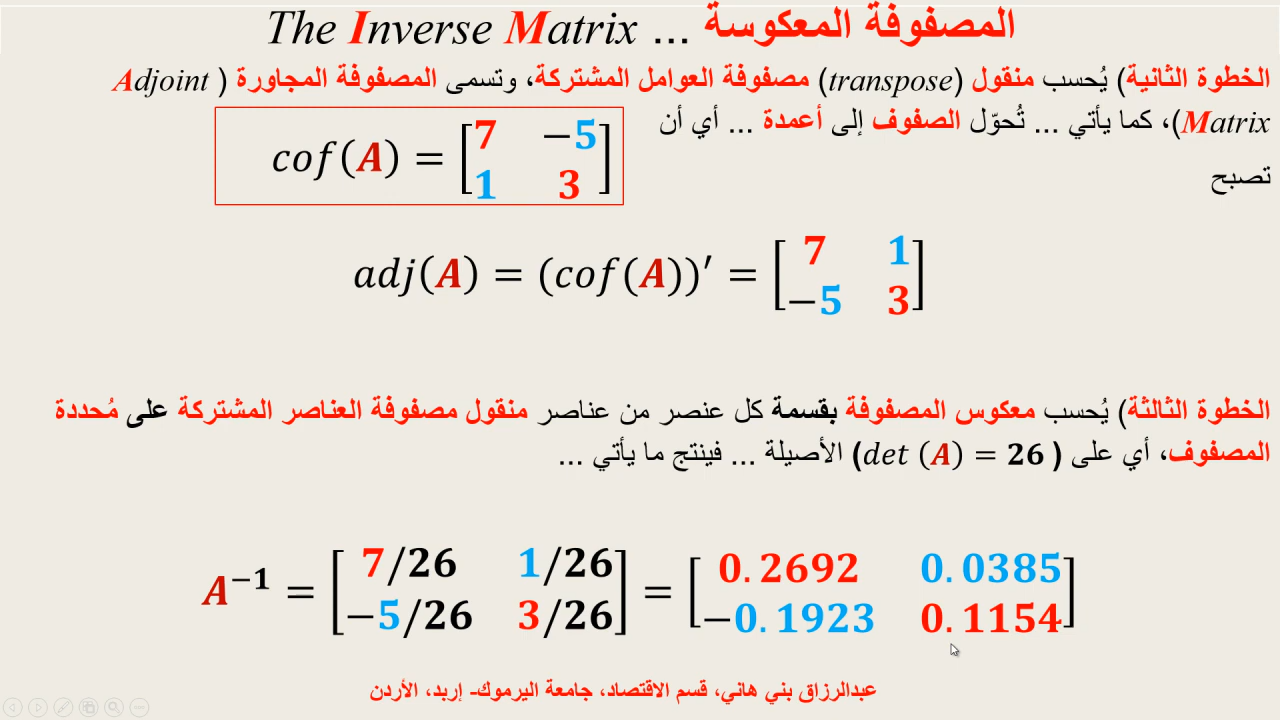 المصفوفة المعكوسة ... The Inverse Matrix
الخطوة الثانية) يُحسب منقول (transpose) مصفوفة العوامل المشتركة، وتسمى المصفوفة المجاورة ( Adjoint
Matrix)، كما يأتي ... تُحوّل الصفوف إلى أعمدة ... أي أن
تصبح
cof(A) = [7 −5
1 3]
adj(A) = (cof(A))′ = [7 1
−5 3]
الخطوة الثالثة) يُحسب معكوس المصفوفة بقسمة كل عنصر من عناصر منقول مصفوفة العناصر المشتركة على مُحددة
المصفوف، أي على ( det (A) = 26) الأصيلة ... فينتج ما يأتي ...
A⁻¹ = [7/26 1/26
−5/26 3/26] = [0.2692 0.0385
−0.1923 0.1154]
عبدالرزاق بني هاني، قسم الاقتصاد، جامعة اليرموك- إربد، الأردن